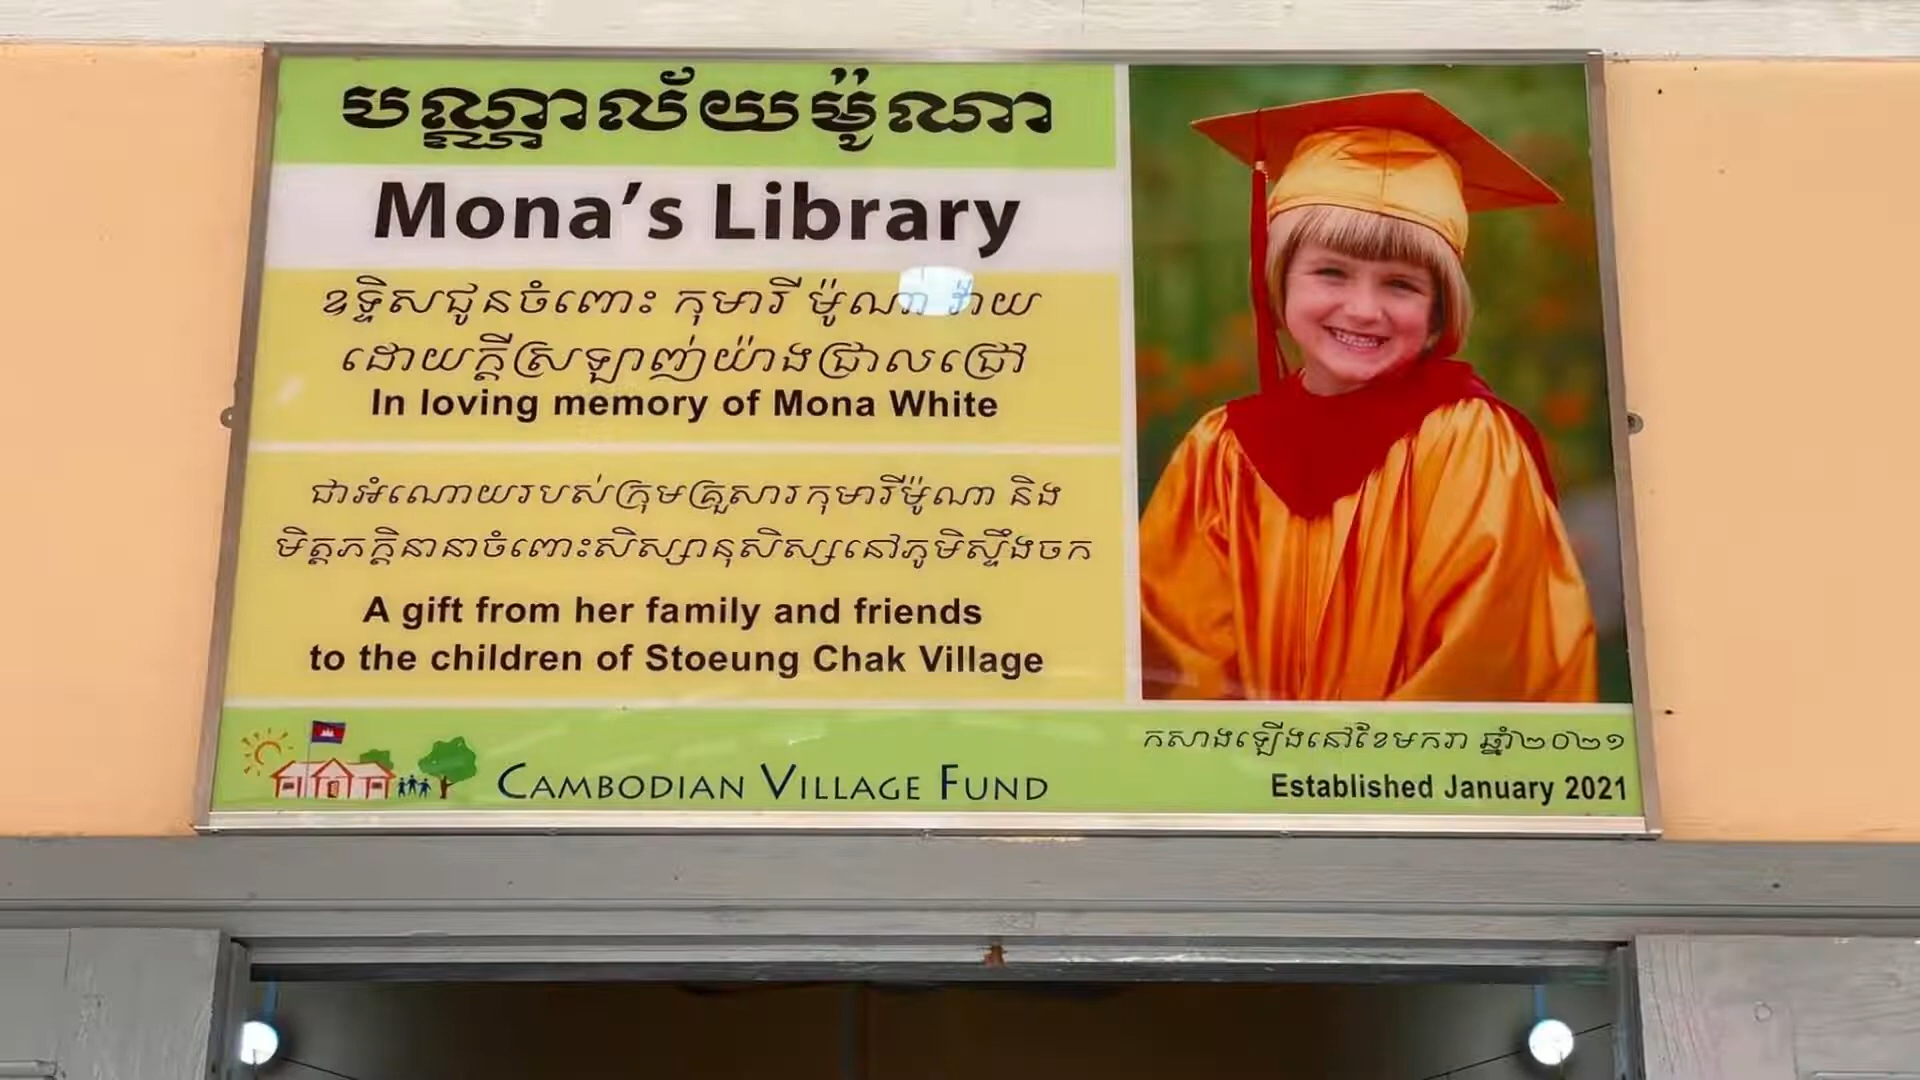 បណ្ណាល័យម៉ូណា
Mona's Library
ឧទ្ទិសជូនចំពោះ កុមារី ម៉ូណា វ៉ាយ
ដោយក្ដីស្រឡាញ់យ៉ាងជ្រាលជ្រៅ
In loving memory of Mona White
ជាអំណោយរបស់ក្រុមគ្រួសារកុមារីម៉ូណា និង
មិត្តភក្ដិនានាចំពោះសិស្សានុសិស្សនៅភូមិស្ទឹងចក
A gift from her family and friends
to the children of Stoeung Chak Village
CAMBODIAN VILLAGE FUND
កសាងឡើងនៅខែមករា ឆ្នាំ២០២១
Established January 2021